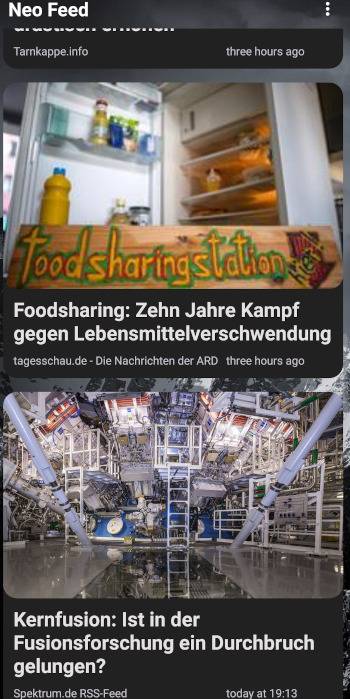 Neo Feed
drastisch erhöhen
Tarnkappe.info three hours ago
foodsharingstation
Foodsharing: Zehn Jahre Kampf
gegen Lebensmittelverschwendung
tagesschau.de - Die Nachrichten der ARD three hours ago
Kernfusion: Ist in der
Fusionsforschung ein Durchbruch
gelungen?
Spektrum.de RSS-Feed today at 19:13